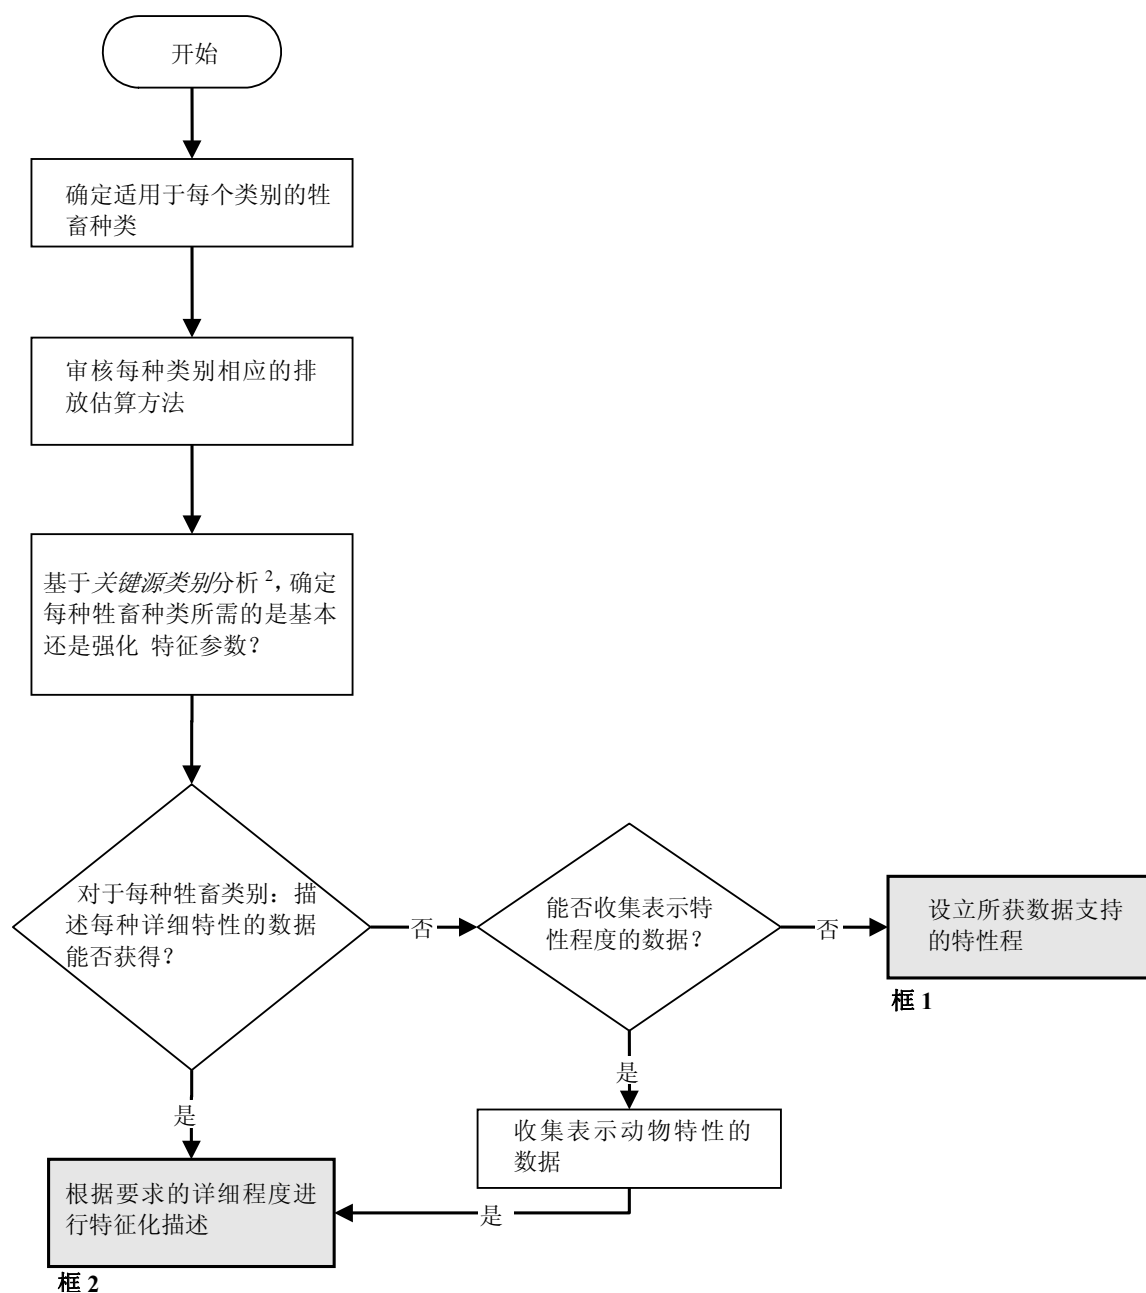 开始
确定适用于每个类别的牲
畜种类
审核每种类别相应的排
放估算方法
基于关键源类别分析2,确定
每种牲畜种类所需的是基本
还是强化 特征参数?
对于每种牲畜类别:描
述每种详细特性的数据
能否获得?
否
能否收集表示特
性程度的数据?
否
设立所获数据支持
的特性程
框 1
是
是
收集表示动物特性的
数据
根据要求的详细程度进
行特征化描述
是
框 2